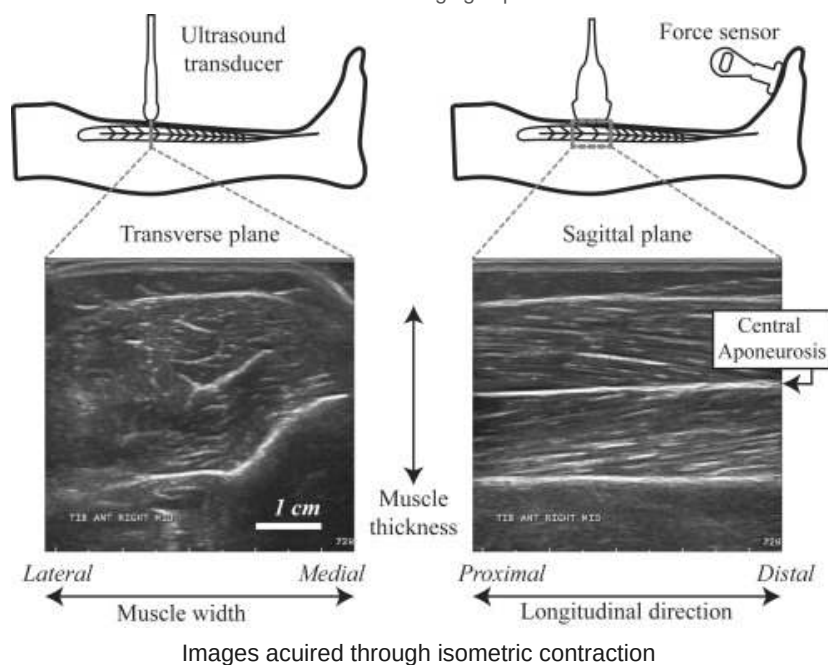 Ultrasound
transducer
Force sensor
Transverse plane
Sagittal plane
Central
Aponeurosis
1 cm
Muscle
thickness
TIB ANT RIGHT MID
TIB ANT RIGHT MID
Lateral
Medial
Proximal
Distal
Muscle width
Longitudinal direction
Images acuired through isometric contraction